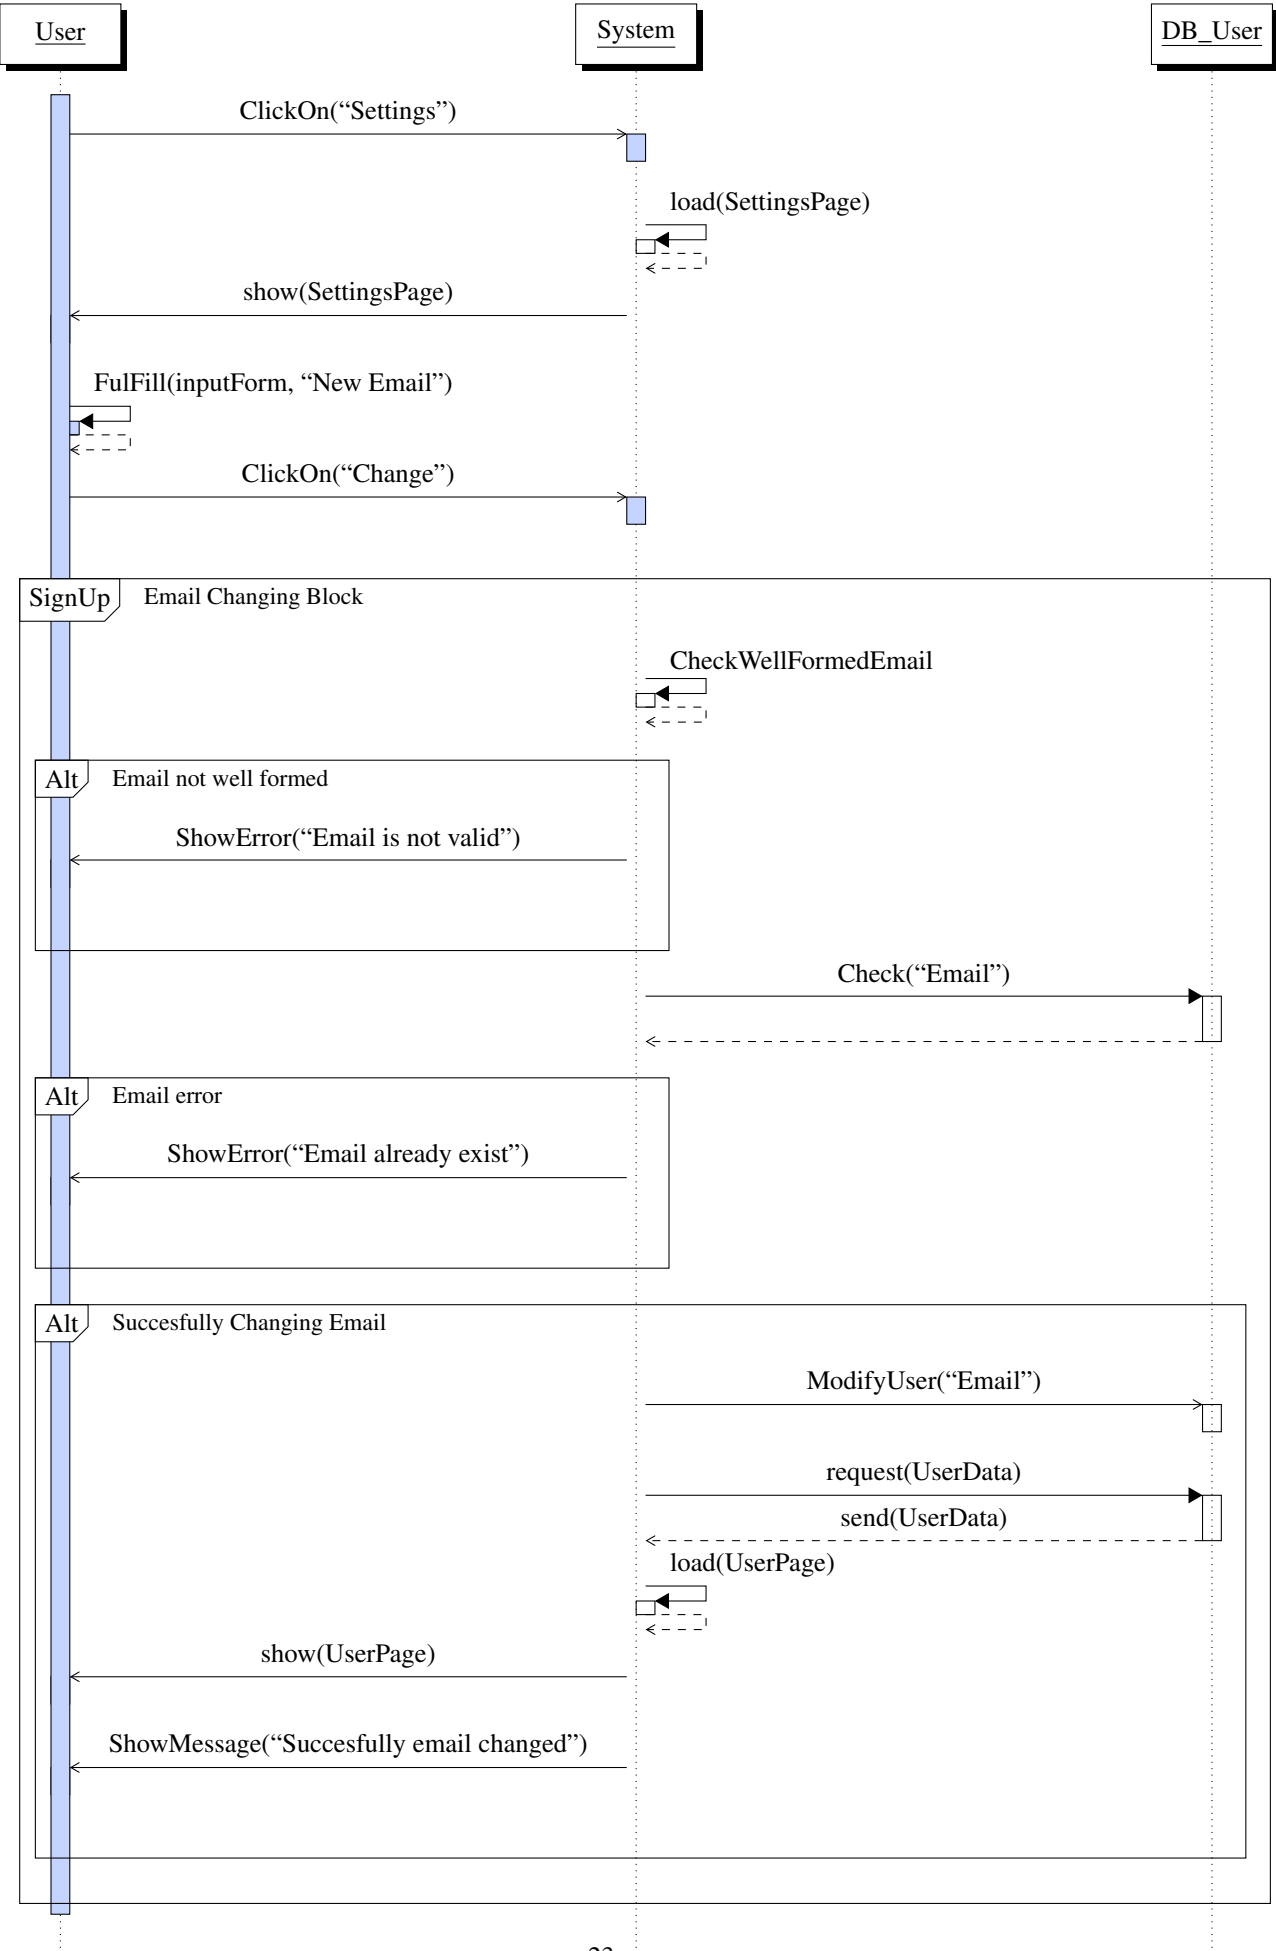 User
System
DB_User
ClickOn(“Settings”)
load(SettingsPage)
show(SettingsPage)
FulFill(inputForm, “New Email”)
ClickOn(“Change”)
SignUp Email Changing Block
CheckWellFormedEmail
Alt Email not well formed
ShowError(“Email is not valid”)
Check(“Email”)
Alt Email error
ShowError(“Email already exist”)
Alt Succesfully Changing Email
ModifyUser(“Email”)
request(UserData)
send(UserData)
load(UserPage)
show(UserPage)
ShowMessage(“Succesfully email changed”)